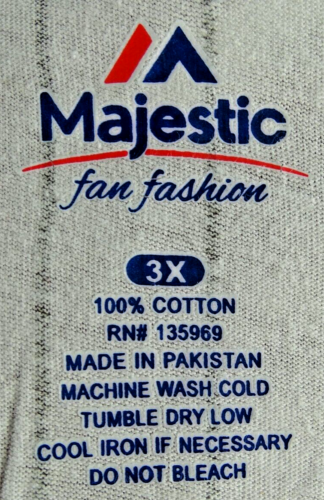 Majestic
fan fashion
3X
100% COTTON
RN# 135969
MADE IN PAKISTAN
MACHINE WASH COLD
TUMBLE DRY LOW
COOL IRON IF NECESSARY
DO NOT BLEACH